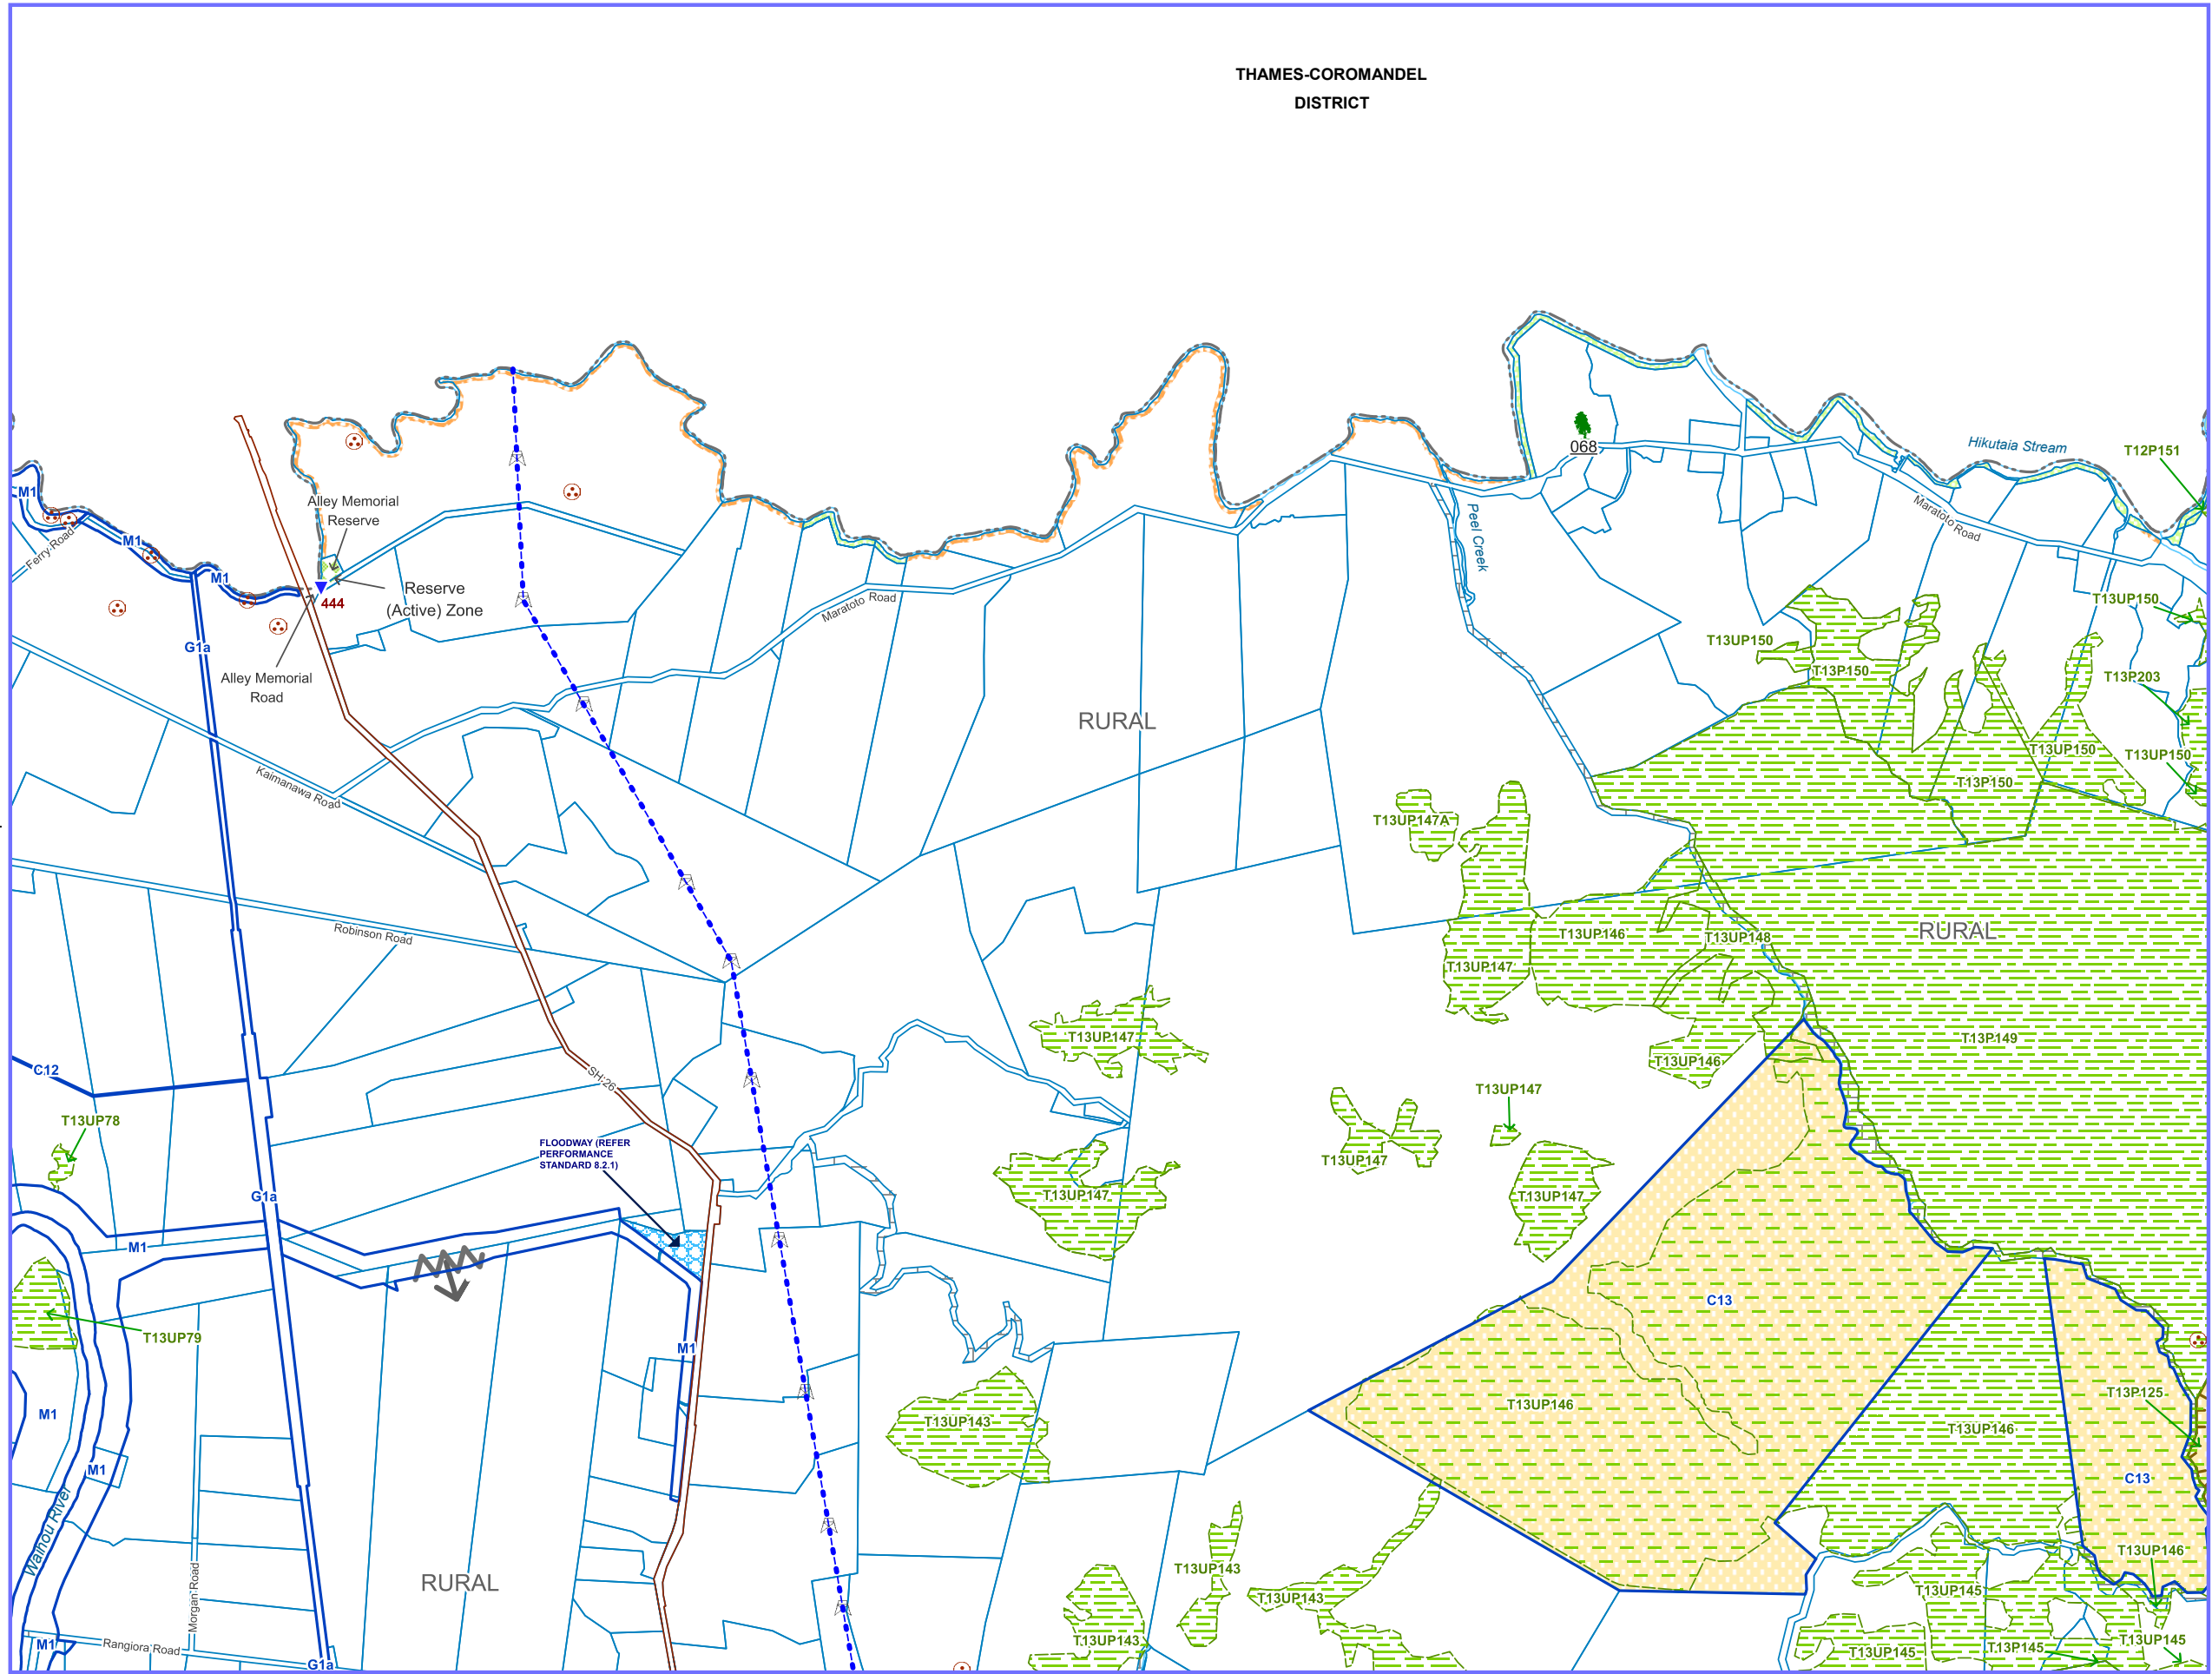 THAMES-COROMANDEL
DISTRICT
Hikutaia Stream
T12P151
068
M1
Alley Memorial
Reserve
Peel Creek
Maratoto Road
Ferry Road
M1
M1
444
Reserve
(Active) Zone
Maratoto Road
T13UP150
G1a
T13UP150
T13P150
T13P203
Alley Memorial
Road
RURAL
T13UP150
T13UP150
T13P150
Kaimanawa Road
T13UP147A
Robinson Road
T13UP146
T13UP148
RURAL
T13UP147
T13UP147
T13P149
C12
SH 26
T13UP146
T13UP147
T13UP78
FLOODWAY (REFER
PERFORMANCE
STANDARD 8.2.1)
T13UP147
G1a
T13UP147
T13UP147
M1
C13
T13UP79
M1
T13P125
T13UP146
M1
T13UP143
T13UP146
M1
C13
Waihou River
T13UP146
T13UP143
RURAL
Morgan Road
T13UP143
T13UP145
M1
Rangiora Road
T13UP143
T13UP145
T13P145
T13UP145
G1a